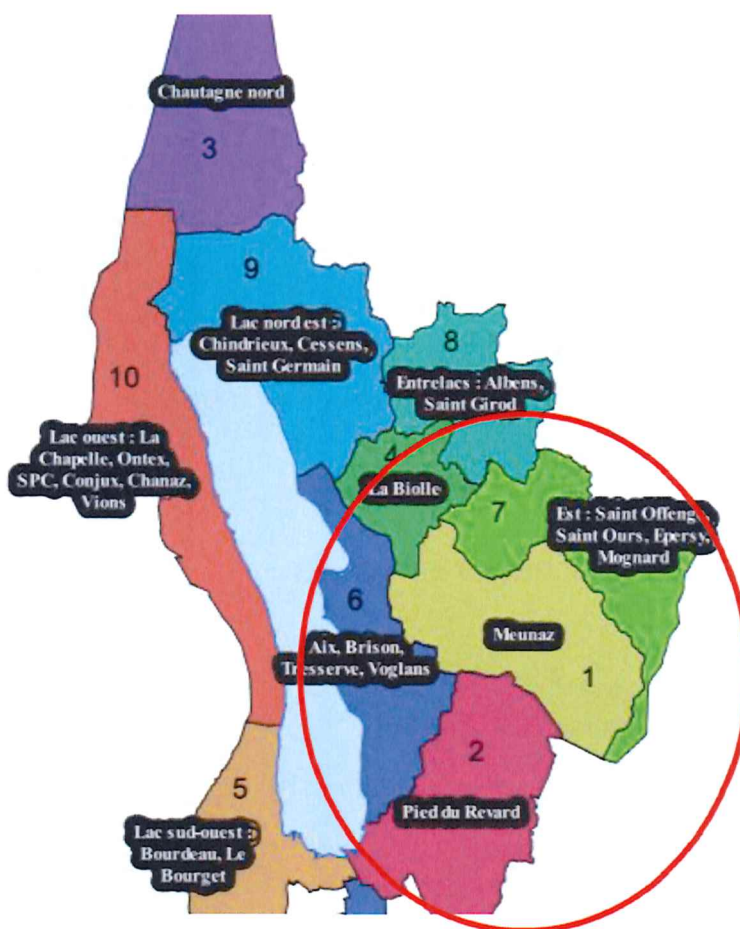 Chautagne nord
3
9
Lac nord est :
Chindrieux, Cessens,
Saint Germain
8
Entrelacs : Albens,
Saint Girod
10
Lac ouest : La
Chapelle, Ontex,
SPC, Conjux, Chanaz,
Vions
4
La Biolle
7
Est : Saint Offenge,
Saint Ours, Epersy,
Mognard
6
Aix, Brison,
Tresserve, Voglans
Meunaz
1
2
Pied du Revard
5
Lac sud-ouest :
Bourdeau, Le
Bourget